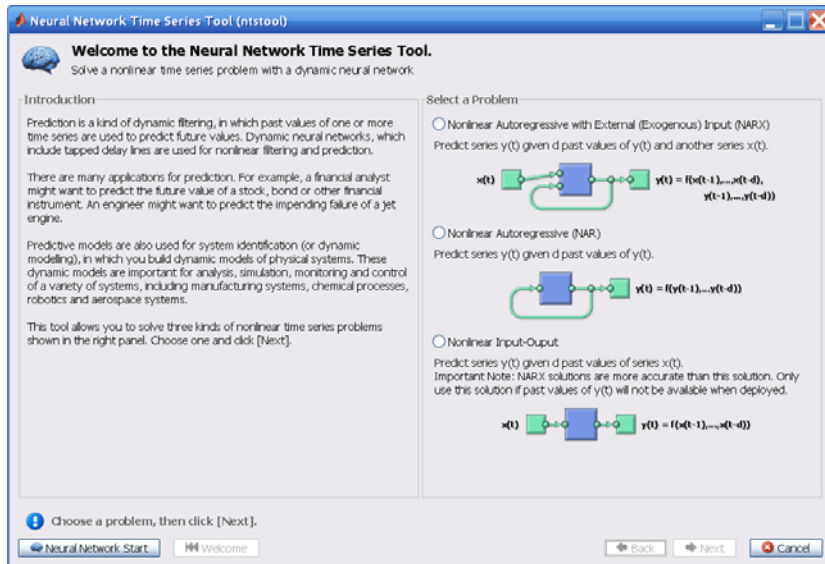 Neural Network Time Series Tool (ntstool)
Welcome to the Neural Network Time Series Tool.
Solve a nonlinear time series problem with a dynamic neural network
Introduction
Prediction is a kind of dynamic filtering, in which past values of one or more
time series are used to predict future values. Dynamic neural networks, which
include tapped delay lines are used for nonlinear filtering and prediction.
There are many applications for prediction. For example, a financial analyst
might want to predict the future value of a stock, bond or other financial
instrument. An engineer might want to predict the impending failure of a jet
engine.
Predictive models are also used for system identification (or dynamic
modelling), in which you build dynamic models of physical systems. These
dynamic models are important for analysis, simulation, monitoring and control
of a variety of systems, including manufacturing systems, chemical processes,
robotics and aerospace systems.
This tool allows you to solve three kinds of nonlinear time series problems
shown in the right panel. Choose one and click [Next].
Select a Problem
Nonlinear Autoregressive with External (Exogenous) Input (NARX)
Predict series y(t) given d past values of y(t) and another series x(t).
x(t)
y(t) = f(x(t-1),...,x(t-d),
y(t-1),...,y(t-d))
Nonlinear Autoregressive (NAR)
Predict series y(t) given d past values of y(t).
y(t) = f(y(t-1),...y(t-d))
Nonlinear Input-Ouput
Predict series y(t) given d past values of series x(t).
Important Note: NARX solutions are more accurate than this solution. Only
use this solution if past values of y(t) will not be available when deployed.
x(t)
y(t) = f(x(t-1),...,x(t-d))
Choose a problem, then click [Next].
Neural Network Start
Welcome
Back
Next
Cancel